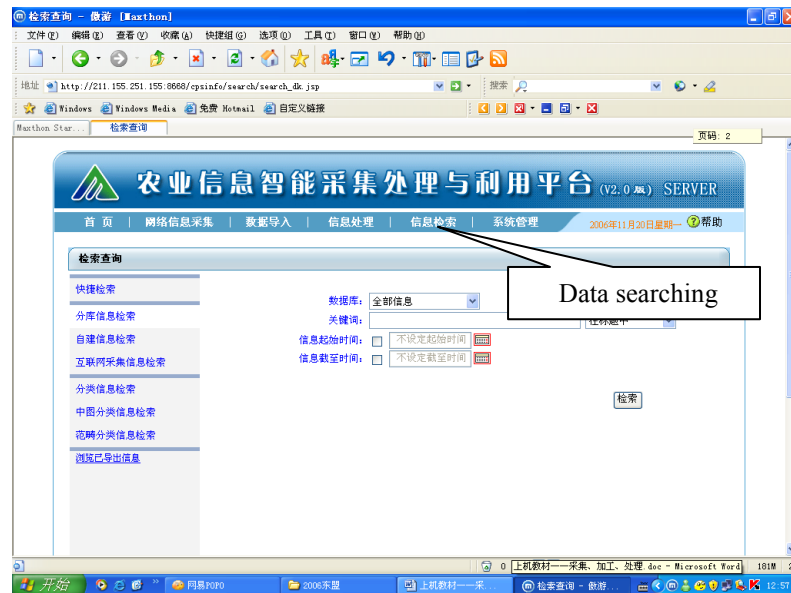 检索查询 - 傲游 [Maxthon]
文件(F) 编辑(E) 查看(V) 收藏(A) 快捷组(G) 选项(O) 工具(T) 窗口(W) 帮助(H)
地址 http://211.155.251.155:8668/cpsinfo/search/search_dk.jsp 搜索
Windows Windows Media 免费 Hotmail 自定义链接
Maxthon Star... 检索查询
页码: 2
农业信息智能采集处理与利用平台 (V2.0版) SERVER
首 页 | 网络信息采集 | 数据导入 | 信息处理 | 信息检索 | 系统管理 2006年11月20日星期一 帮助
检索查询
Data searching
快捷检索
数据库: 全部信息
分库信息检索
关键词: 在标题中
自建信息检索
信息起始时间: 不设定起始时间
互联网采集信息检索
信息截至时间: 不设定截至时间
分类信息检索
检索
中图分类信息检索
范畴分类信息检索
浏览已导出信息
0 上机教材——采集、加工、处理.doc - Microsoft Word 181M
开始 网易POPO 2006东盟 上机教材——采... 检索查询 - 傲游... 12:57